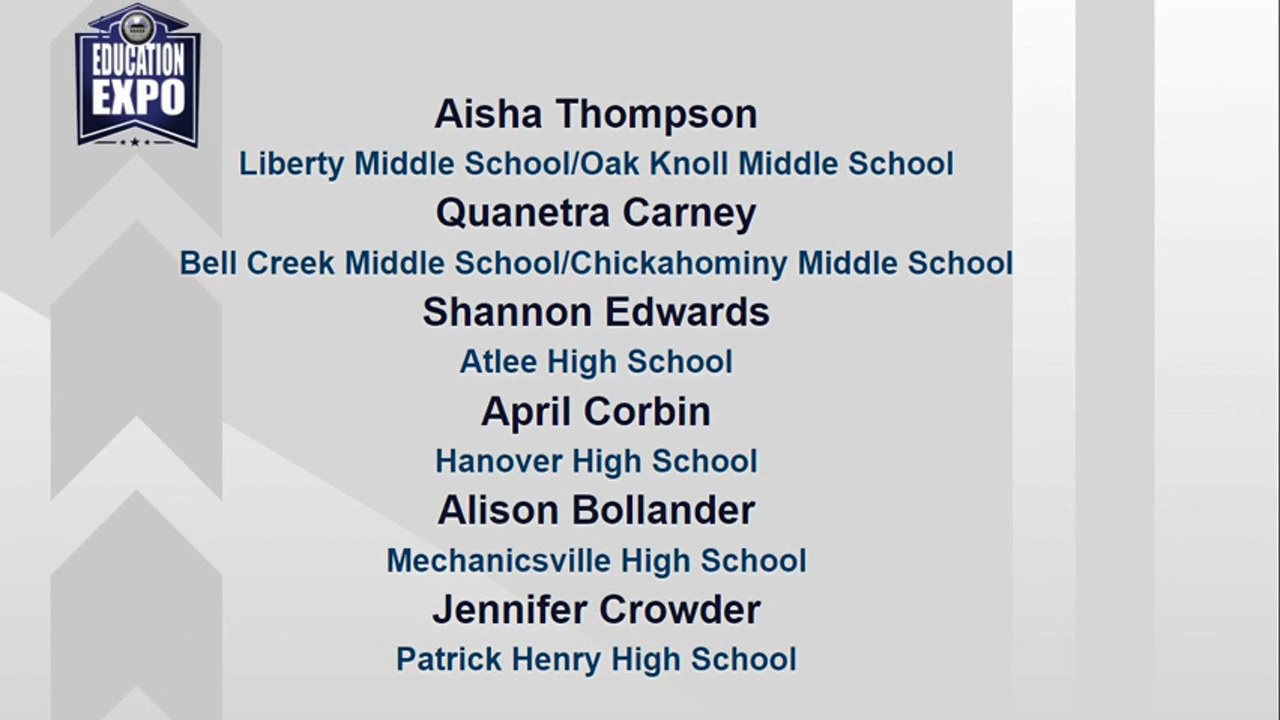 EDUCATION
EXPO
Aisha Thompson
Liberty Middle School/Oak Knoll Middle School
Quanetra Carney
Bell Creek Middle School/Chickahominy Middle School
Shannon Edwards
Atlee High School
April Corbin
Hanover High School
Alison Bollander
Mechanicsville High School
Jennifer Crowder
Patrick Henry High School